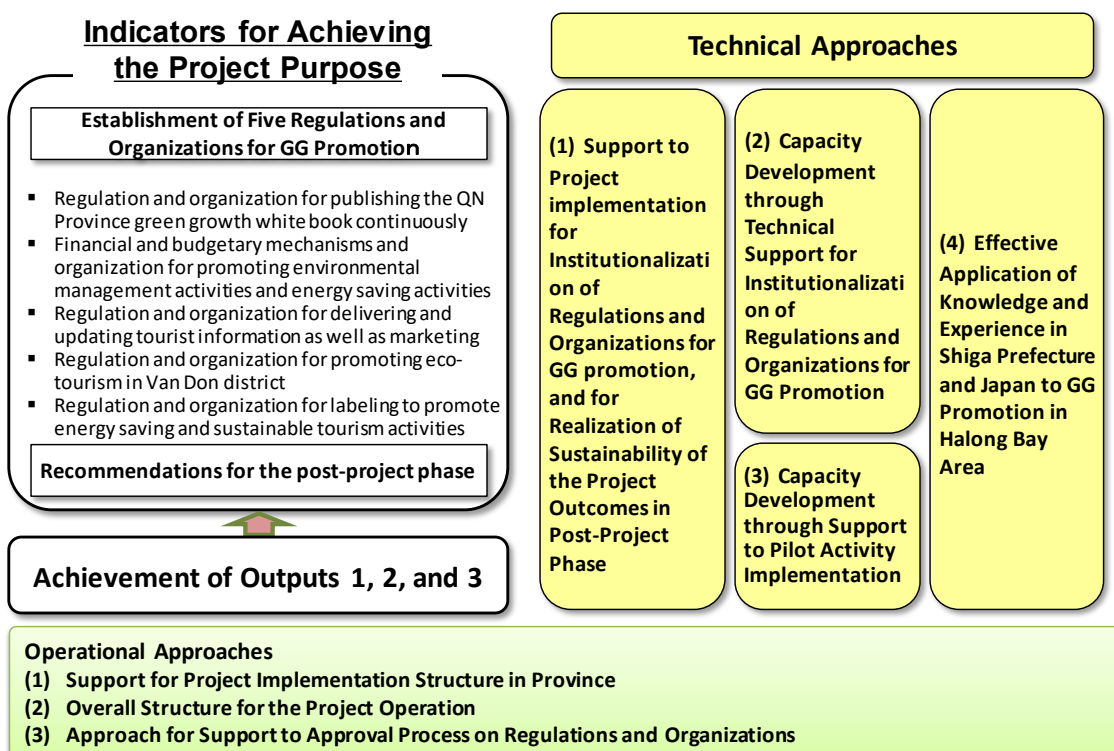 Indicators for Achieving
the Project Purpose
Establishment of Five Regulations and
Organizations for GG Promotion
▪ Regulation and organization for publishing the QN
Province green growth white book continuously
▪ Financial and budgetary mechanisms and
organization for promoting environmental
management activities and energy saving activities
▪ Regulation and organization for delivering and
updating tourist information as well as marketing
▪ Regulation and organization for promoting eco-
tourism in Van Don district
▪ Regulation and organization for labeling to promote
energy saving and sustainable tourism activities
Recommendations for the post-project phase
Achievement of Outputs 1, 2, and 3
Technical Approaches
(1) Support to
Project
implementation
for
Institutionalizati
on of
Regulations and
Organizations for
GG promotion,
and for
Realization of
Sustainability of
the Project
Outcomes in
Post-Project
Phase
(2) Capacity
Development
through
Technical
Support for
Institutionalizati
on of
Regulations and
Organizations for
GG Promotion
(3) Capacity
Development
through Support
to Pilot Activity
Implementation
(4) Effective
Application of
Knowledge and
Experience in
Shiga Prefecture
and Japan to GG
Promotion in
Halong Bay
Area
Operational Approaches
(1) Support for Project Implementation Structure in Province
(2) Overall Structure for the Project Operation
(3) Approach for Support to Approval Process on Regulations and Organizations